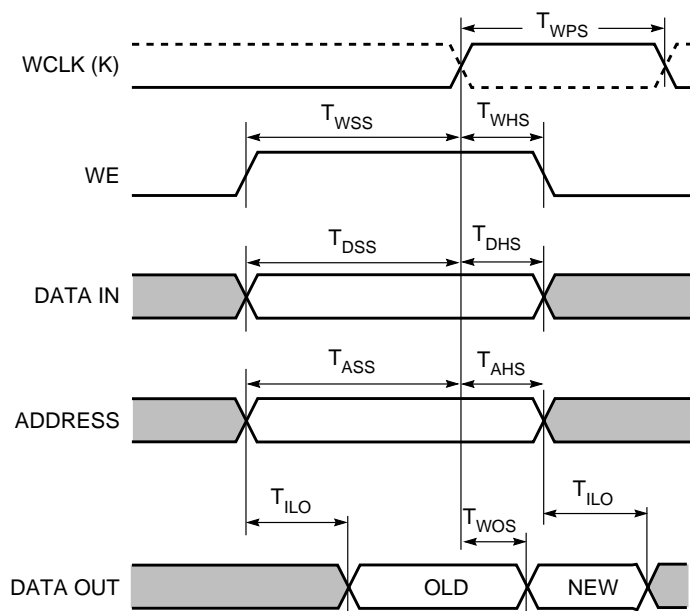 T_WPS
WCLK (K)
T_WSS T_WHS
WE
T_DSS T_DHS
DATA IN
T_ASS T_AHS
ADDRESS
T_ILO T_WOS T_ILO
DATA OUT OLD NEW